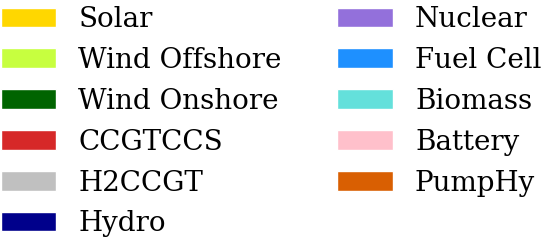 Solar
Wind Offshore
Wind Onshore
CCGTCCS
H2CCGT
Hydro
Nuclear
Fuel Cell
Biomass
Battery
PumpHy